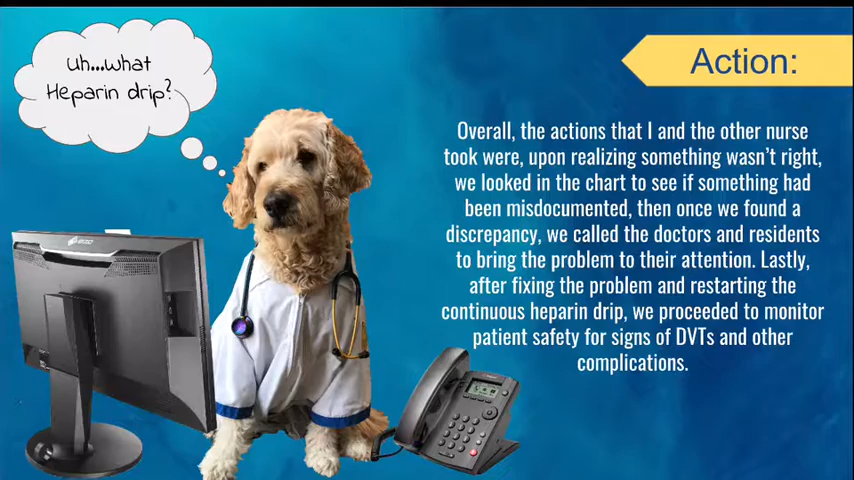 Uh...what
Heparin drip?
Action:
Overall, the actions that I and the other nurse
took were, upon realizing something wasn't right,
we looked in the chart to see if something had
been misdocumented, then once we found a
discrepancy, we called the doctors and residents
to bring the problem to their attention. Lastly,
after fixing the problem and restarting the
continuous heparin drip, we proceeded to monitor
patient safety for signs of DVTs and other
complications.